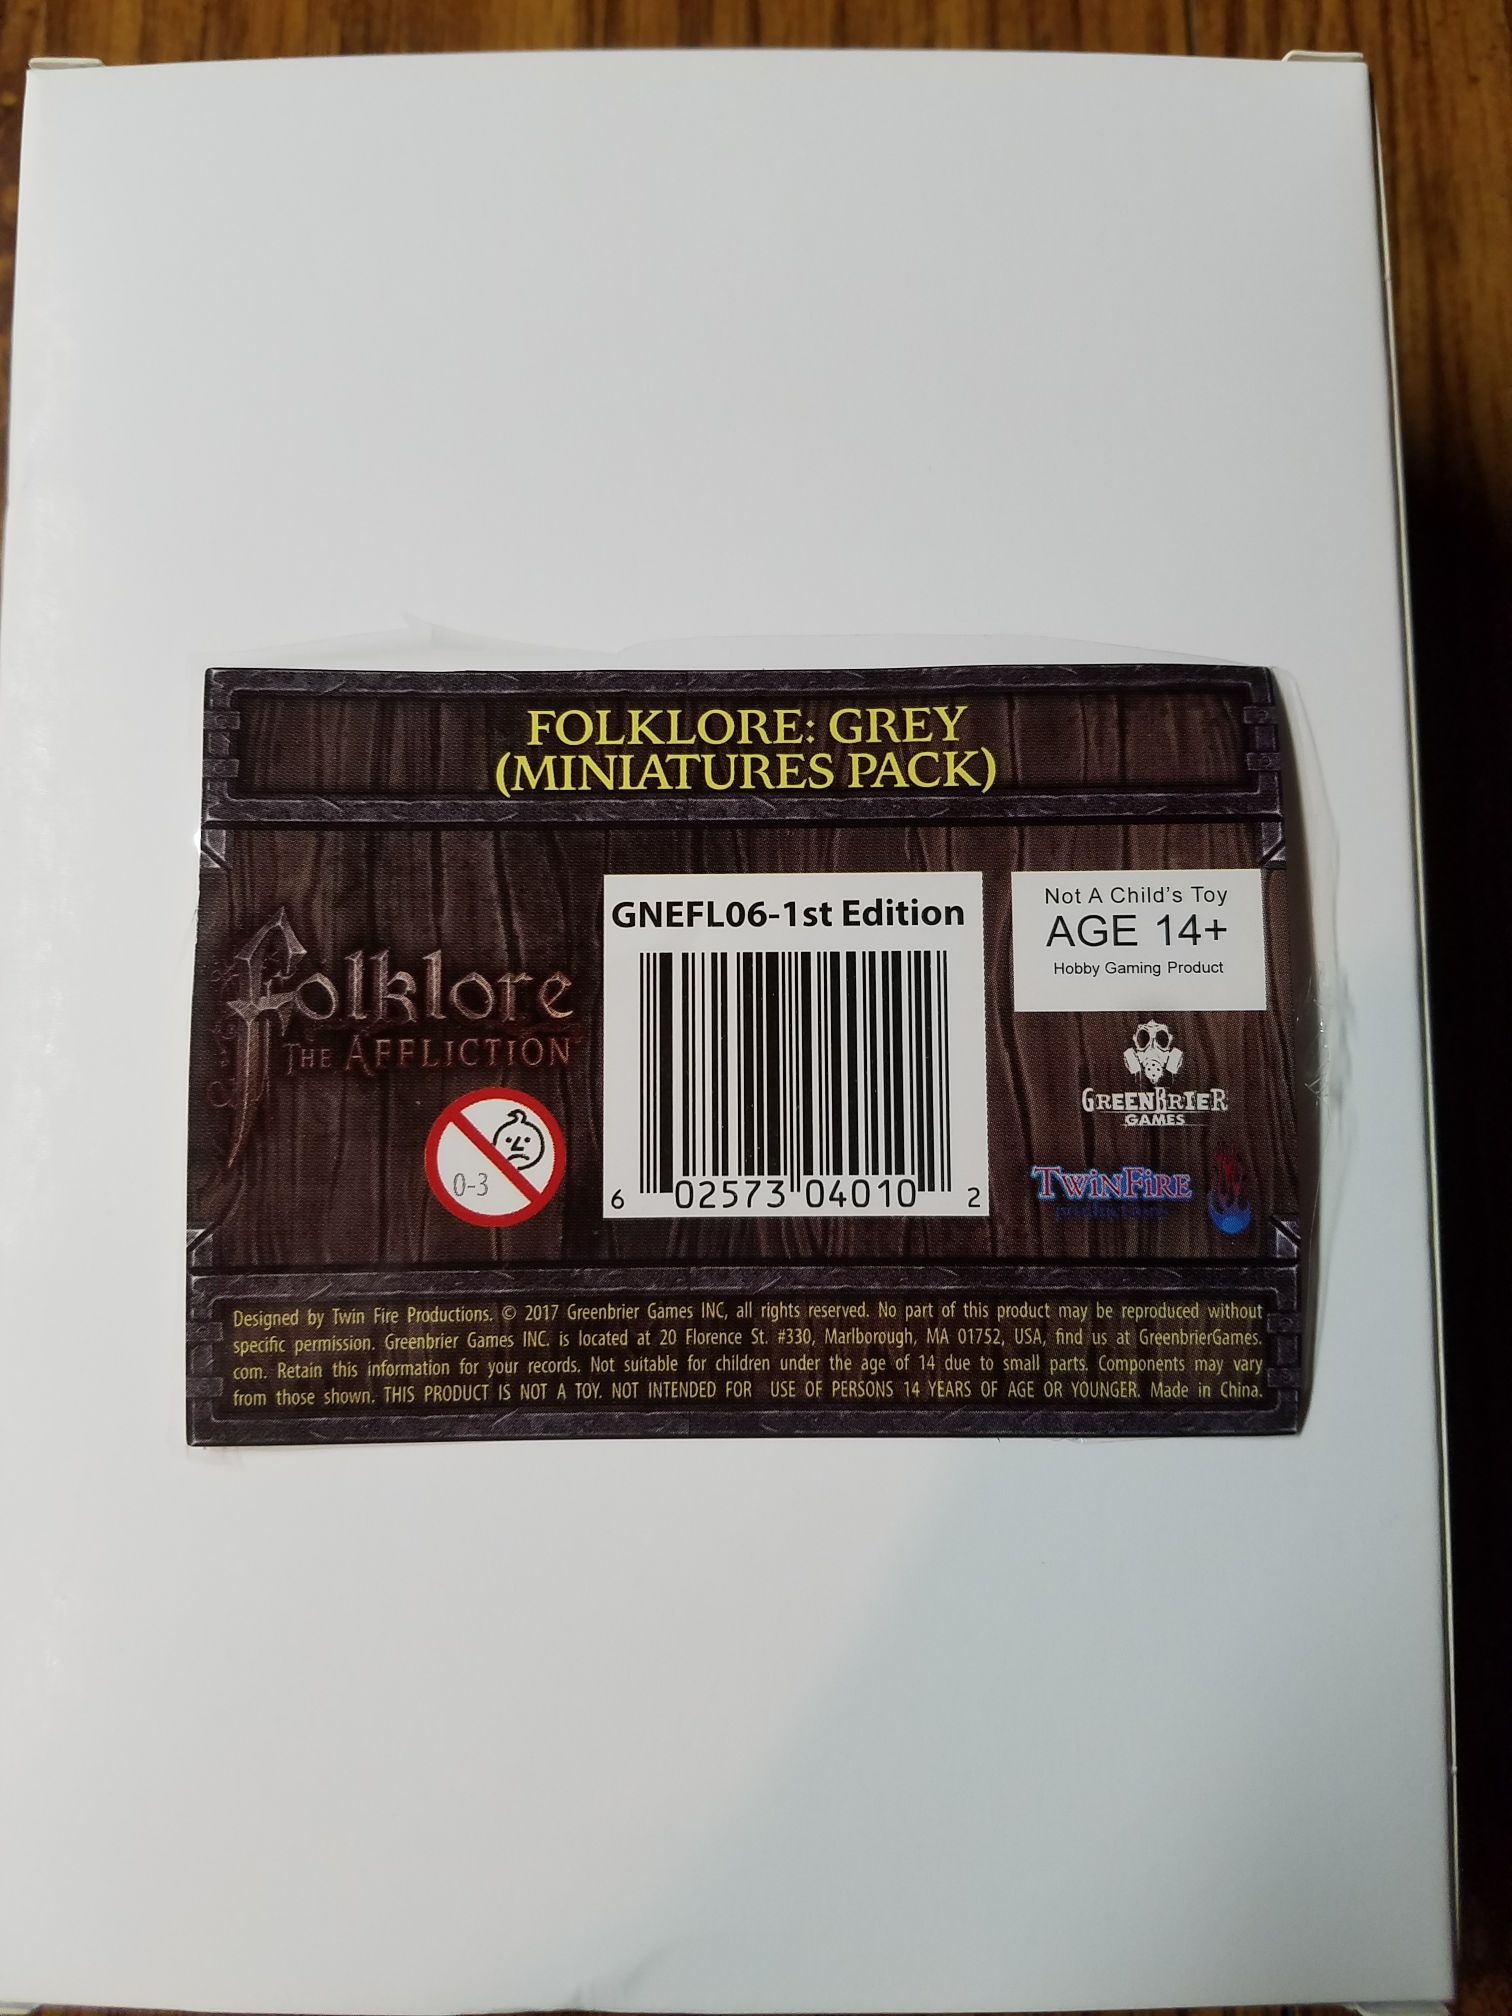 FOLKLORE: GREY
(MINIATURES PACK)
GNEFL06-1st Edition
Not A Child's Toy
AGE 14+
Hobby Gaming Product
Folklore
THE AFFLICTION
0-3
6 02573 04010 2
GREENBRIER
GAMES
TWINFIRE
productions
Designed by Twin Fire Productions. © 2017 Greenbrier Games INC, all rights reserved. No part of this product may be reproduced without
specific permission. Greenbrier Games INC. is located at 20 Florence St. #330, Marlborough, MA 01752, USA, find us at GreenbrierGames.
com. Retain this information for your records. Not suitable for children under the age of 14 due to small parts. Components may vary
from those shown. THIS PRODUCT IS NOT A TOY. NOT INTENDED FOR USE OF PERSONS 14 YEARS OF AGE OR YOUNGER. Made in China.